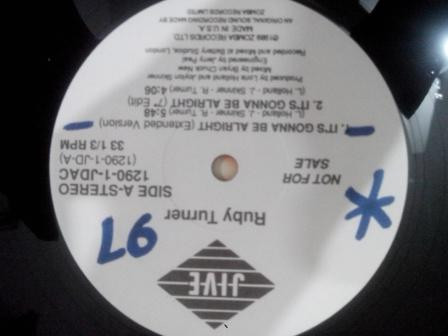 JIVE
97
Ruby Turner
NOT FOR
SALE
SIDE A-STEREO
1290-1-JDAC
(1290-1-JD-A)
33 1/3 RPM
1. IT'S GONNA BE ALRIGHT (Extended Version)
(L. Holland - J. Skinner - R. Turner) 5:48
2. IT'S GONNA BE ALRIGHT (7" Edit)
(L. Holland - J. Skinner - R. Turner) 4:06
Produced by Loris Holland and Jolyon Skinner
Mixed by Bryan Chuck New
Engineered by Jerry Peal
Recorded and Mixed at Battery Studios, London
©1989 ZOMBA RECORDS LTD.
MADE IN U.S.A.
AN ORIGINAL SOUND RECORDING MADE BY
ZOMBA RECORDS LIMITED